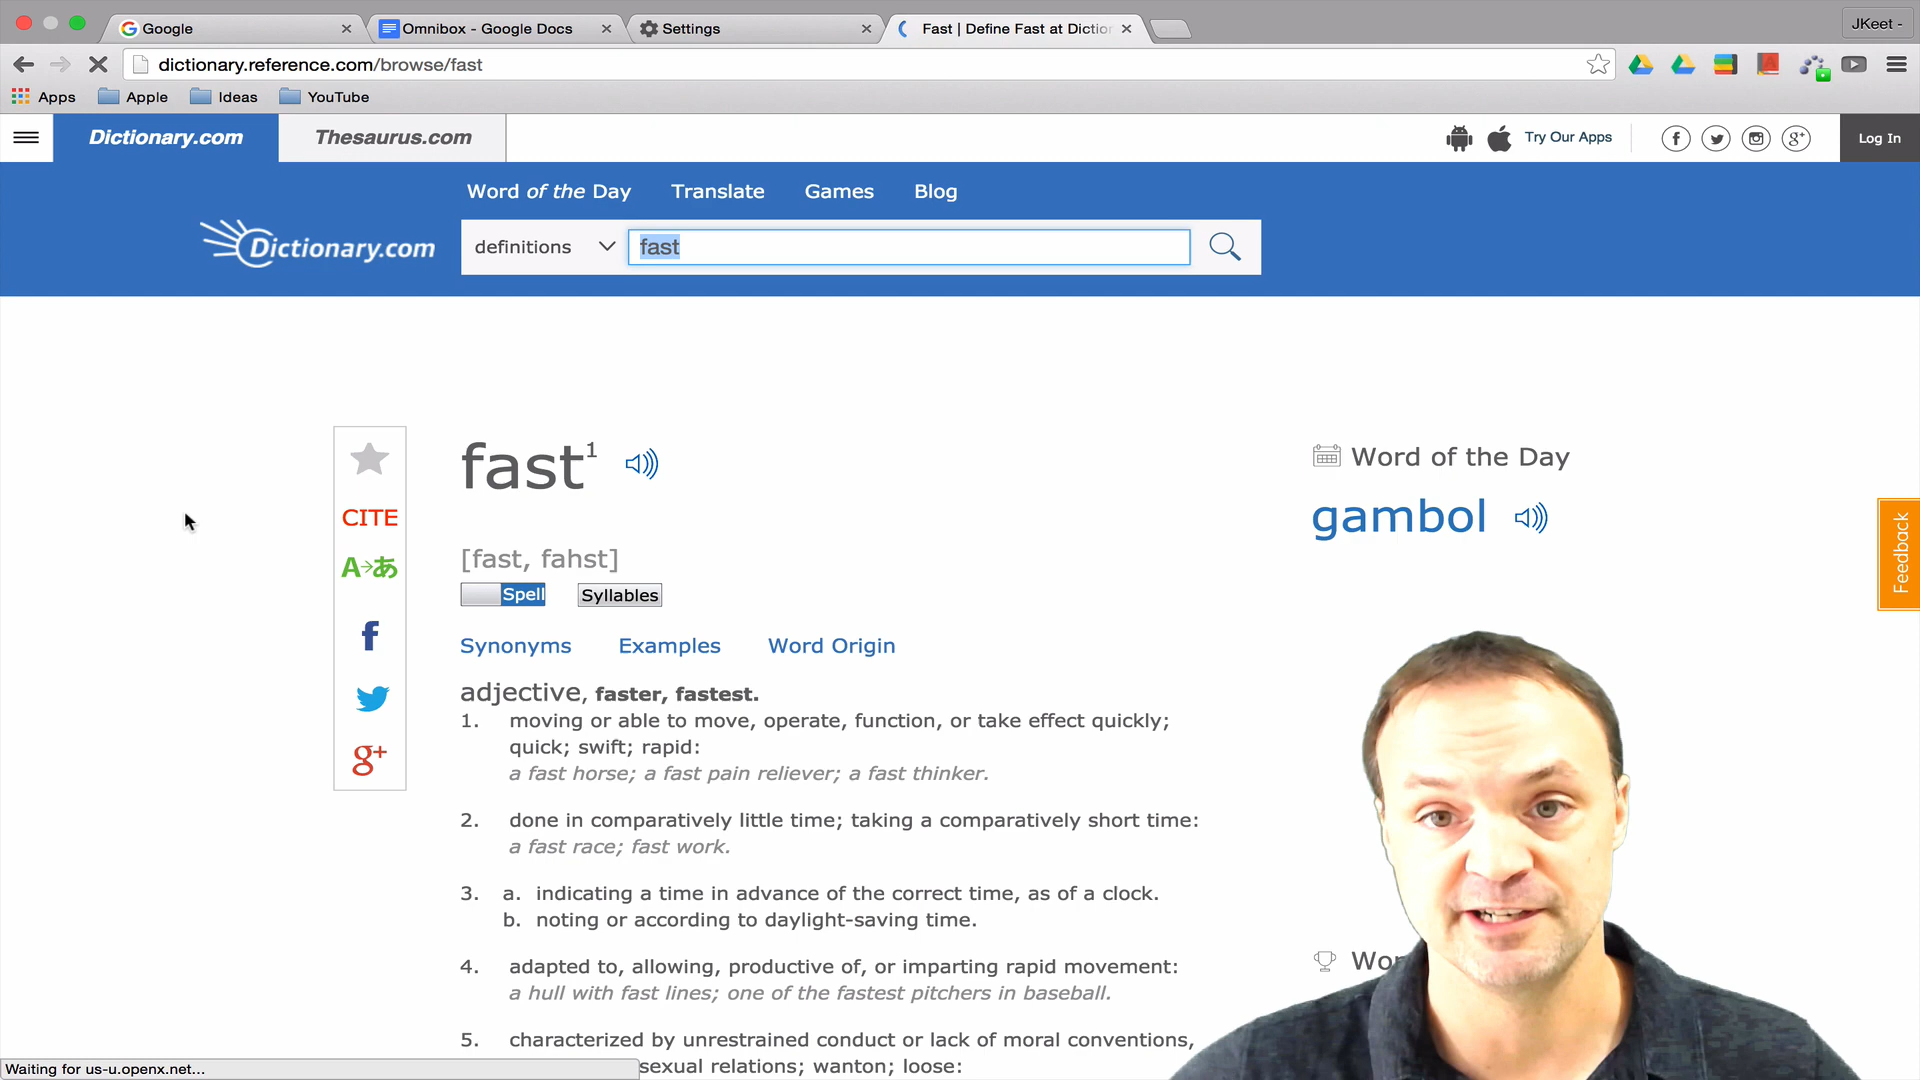 Google
Omnibox - Google Docs
Settings
Fast | Define Fast at Dictio
JKeet -
dictionary.reference.com/browse/fast
Apps
Apple
Ideas
YouTube
Dictionary.com
Thesaurus.com
Try Our Apps
Log In
Word of the Day
Translate
Games
Blog
Dictionary.com
definitions
fast
fast1
CITE
A→あ
[fast, fahst]
Spell
Syllables
Synonyms
Examples
Word Origin
adjective, faster, fastest.
1. moving or able to move, operate, function, or take effect quickly;
quick; swift; rapid:
a fast horse; a fast pain reliever; a fast thinker.
2. done in comparatively little time; taking a comparatively short time:
a fast race; fast work.
3. a. indicating a time in advance of the correct time, as of a clock.
b. noting or according to daylight-saving time.
4. adapted to, allowing, productive of, or imparting rapid movement:
a hull with fast lines; one of the fastest pitchers in baseball.
5. characterized by unrestrained conduct or lack of moral conventions,
sexual relations; wanton; loose:
Word of the Day
gambol
Feedback
Waiting for us-u.openx.net...